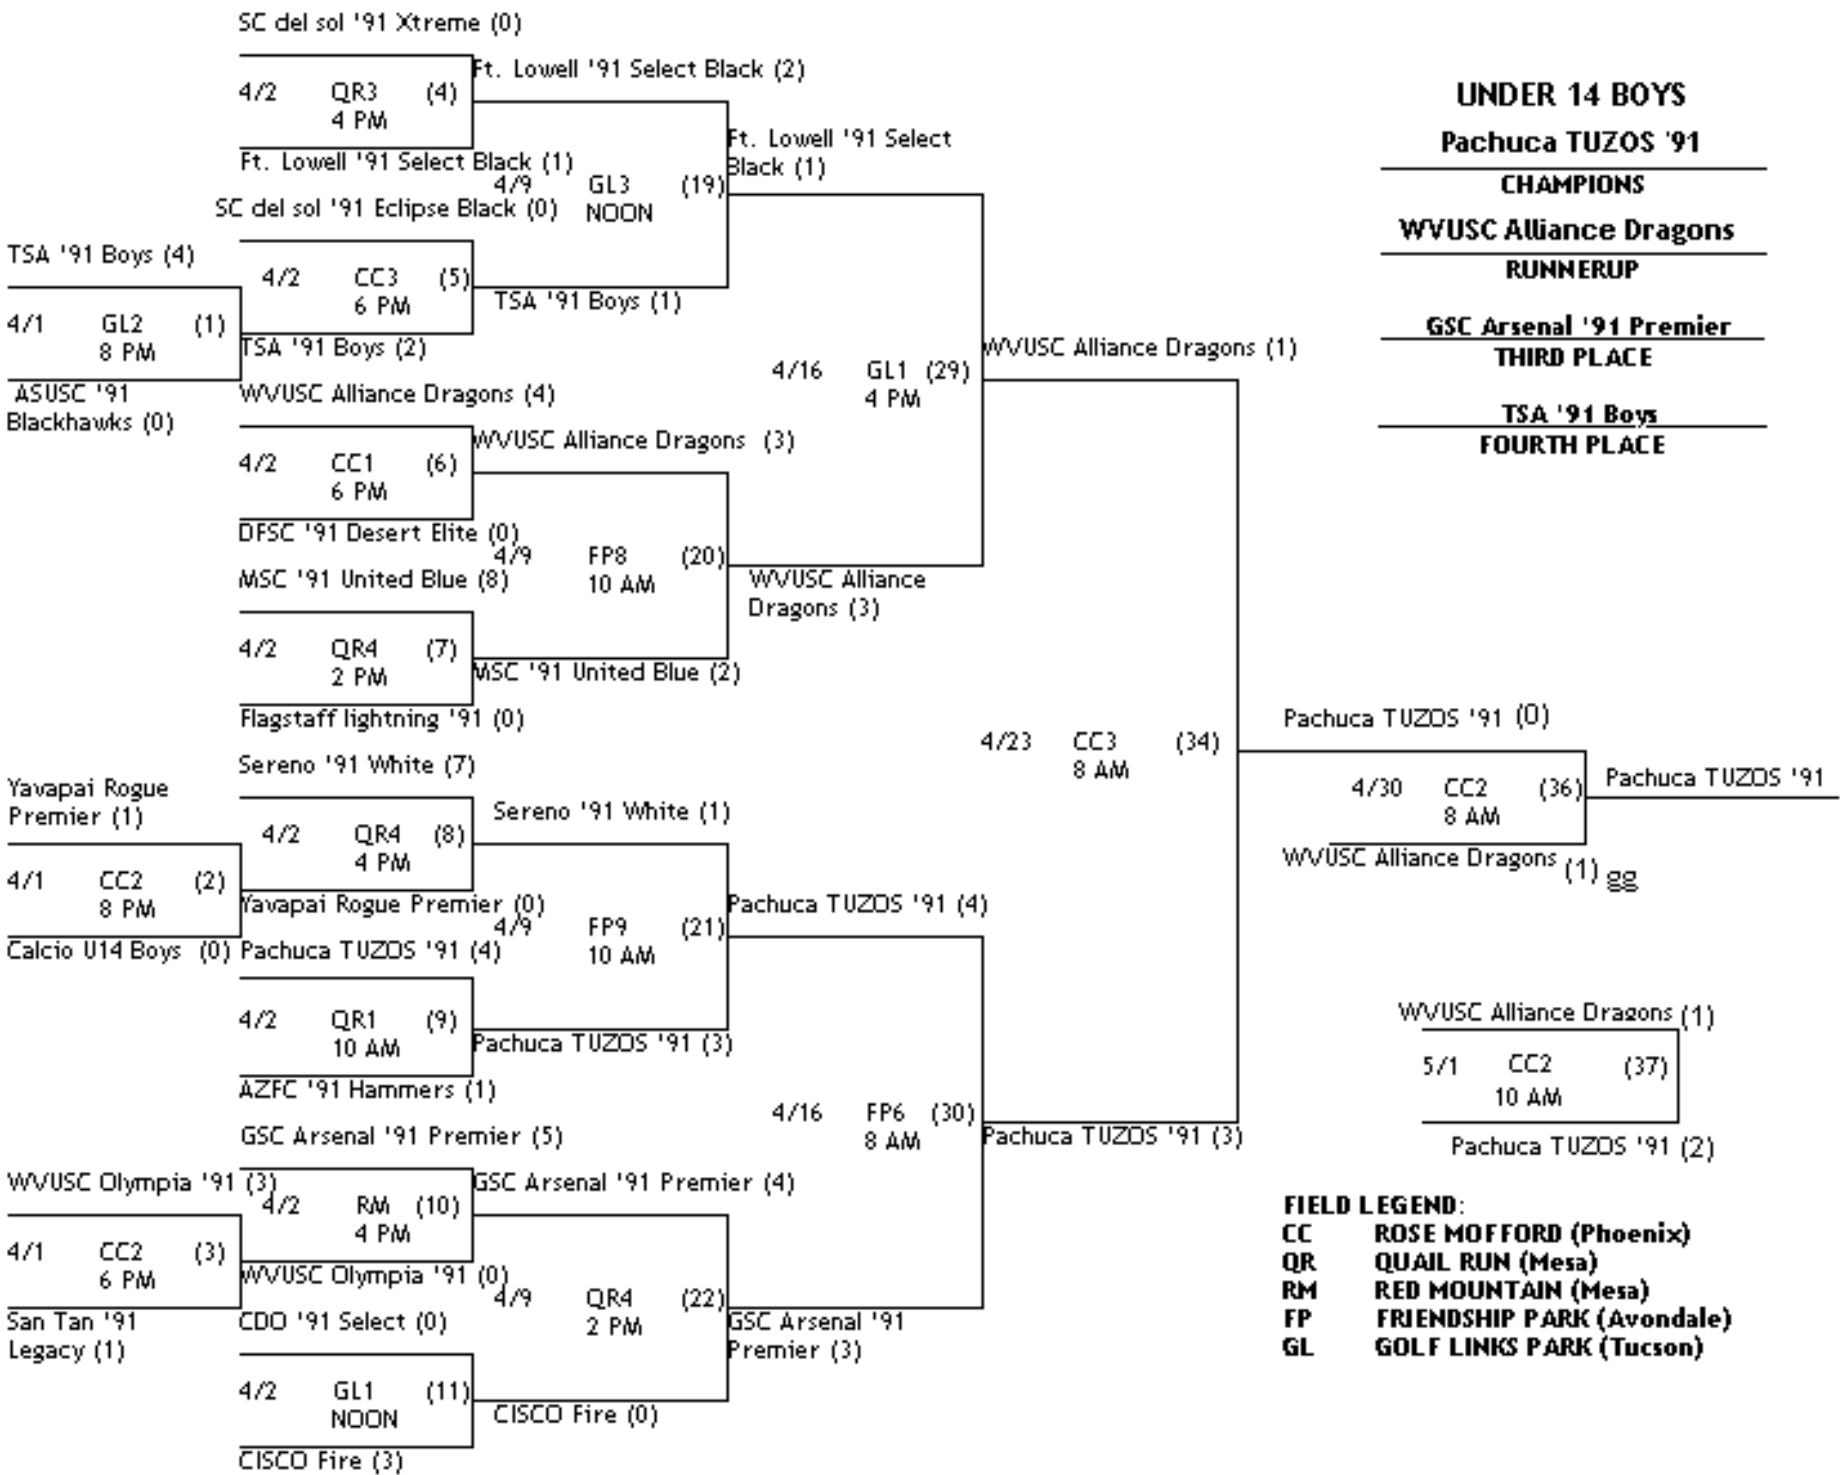 SC del sol '91 Xtreme (0)
4/2 QR3 (4)
4 PM
Ft. Lowell '91 Select Black (1)
Ft. Lowell '91 Select Black (2)
4/9 GL3 (19)
NOON
SC del sol '91 Eclipse Black (0)
TSA '91 Boys (4)
4/1 GL2 (1)
8 PM
ASUSC '91
Blackhawks (0)
4/2 CC3 (5)
6 PM
TSA '91 Boys (2)
TSA '91 Boys (1)
Ft. Lowell '91 Select
Black (1)
WVUSC Alliance Dragons (4)
4/2 CC1 (6)
6 PM
DFSC '91 Desert Elite (0)
WVUSC Alliance Dragons (3)
4/9 FP8 (20)
10 AM
MSC '91 United Blue (8)
4/2 QR4 (7)
2 PM
Flagstaff lightning '91 (0)
MSC '91 United Blue (2)
WVUSC Alliance
Dragons (3)
4/16 GL1 (29)
4 PM
WVUSC Alliance Dragons (1)
4/23 CC3 (34)
8 AM
Sereno '91 White (7)
Yavapai Rogue
Premier (1)
4/1 CC2 (2)
8 PM
Calcio U14 Boys (0)
4/2 QR4 (8)
4 PM
Yavapai Rogue Premier (0)
Sereno '91 White (1)
4/9 FP9 (21)
10 AM
Pachuca TUZOS '91 (4)
4/2 QR1 (9)
10 AM
AZFC '91 Hammers (1)
Pachuca TUZOS '91 (3)
Pachuca TUZOS '91 (4)
4/16 FP6 (30)
8 AM
Pachuca TUZOS '91 (3)
GSC Arsenal '91 Premier (5)
WVUSC Olympia '91 (3)
4/1 CC2 (3)
6 PM
San Tan '91
Legacy (1)
4/2 RM (10)
4 PM
WVUSC Olympia '91 (0)
GSC Arsenal '91 Premier (4)
4/9 QR4 (22)
2 PM
CDO '91 Select (0)
4/2 GL1 (11)
NOON
CISCO Fire (3)
CISCO Fire (0)
GSC Arsenal '91
Premier (3)
UNDER 14 BOYS
Pachuca TUZOS '91
CHAMPIONS
WVUSC Alliance Dragons
RUNNERUP
GSC Arsenal '91 Premier
THIRD PLACE
TSA '91 Boys
FOURTH PLACE
Pachuca TUZOS '91 (0)
4/30 CC2 (36)
8 AM
WVUSC Alliance Dragons (1) gg
Pachuca TUZOS '91
WVUSC Alliance Dragons (1)
5/1 CC2 (37)
10 AM
Pachuca TUZOS '91 (2)
FIELD LEGEND:
CC ROSE MOFFORD (Phoenix)
QR QUAIL RUN (Mesa)
RM RED MOUNTAIN (Mesa)
FP FRIENDSHIP PARK (Avondale)
GL GOLF LINKS PARK (Tucson)